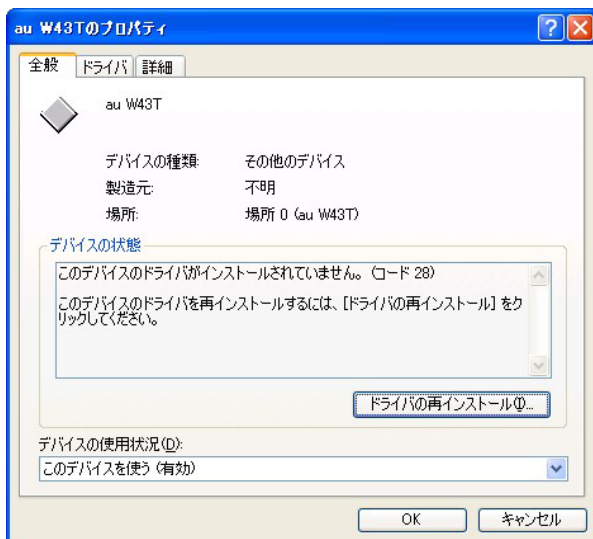 au W43Tのプロパティ
全般 ドライバ 詳細
au W43T
デバイスの種類: その他のデバイス
製造元: 不明
場所: 場所 0 (au W43T)
デバイスの状態
このデバイスのドライバがインストールされていません。 (コード 28)
このデバイスのドライバを再インストールするには、[ドライバの再インストール] をク
リックしてください。
ドライバの再インストール(I)...
デバイスの使用状況(D):
このデバイスを使う (有効)
OK キャンセル